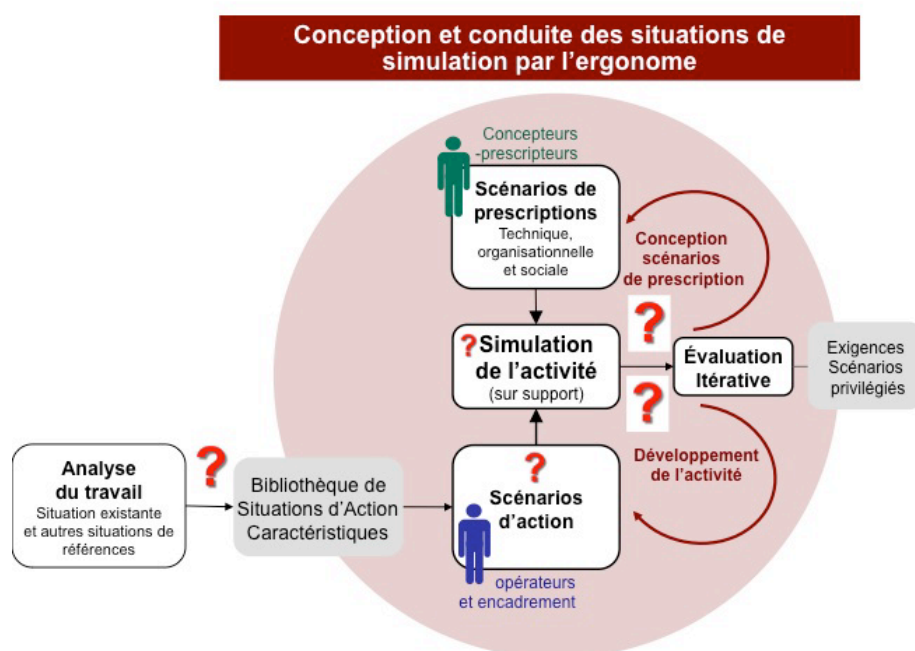 Conception et conduite des situations de
simulation par l'ergonome
Concepteurs
-prescripteurs
Scénarios de
prescriptions
Technique,
organisationnelle
et sociale
Conception
scénarios
de prescription
?
?
Simulation
de l'activité
(sur support)
Évaluation
Itérative
Exigences
Scénarios
privilégiés
?
Développement
de l'activité
Analyse
du travail
Situation existante
et autres situations de
références
?
Bibliothèque de
Situations d'Action
Caractéristiques
?
Scénarios
d'action
opérateurs
et encadrement